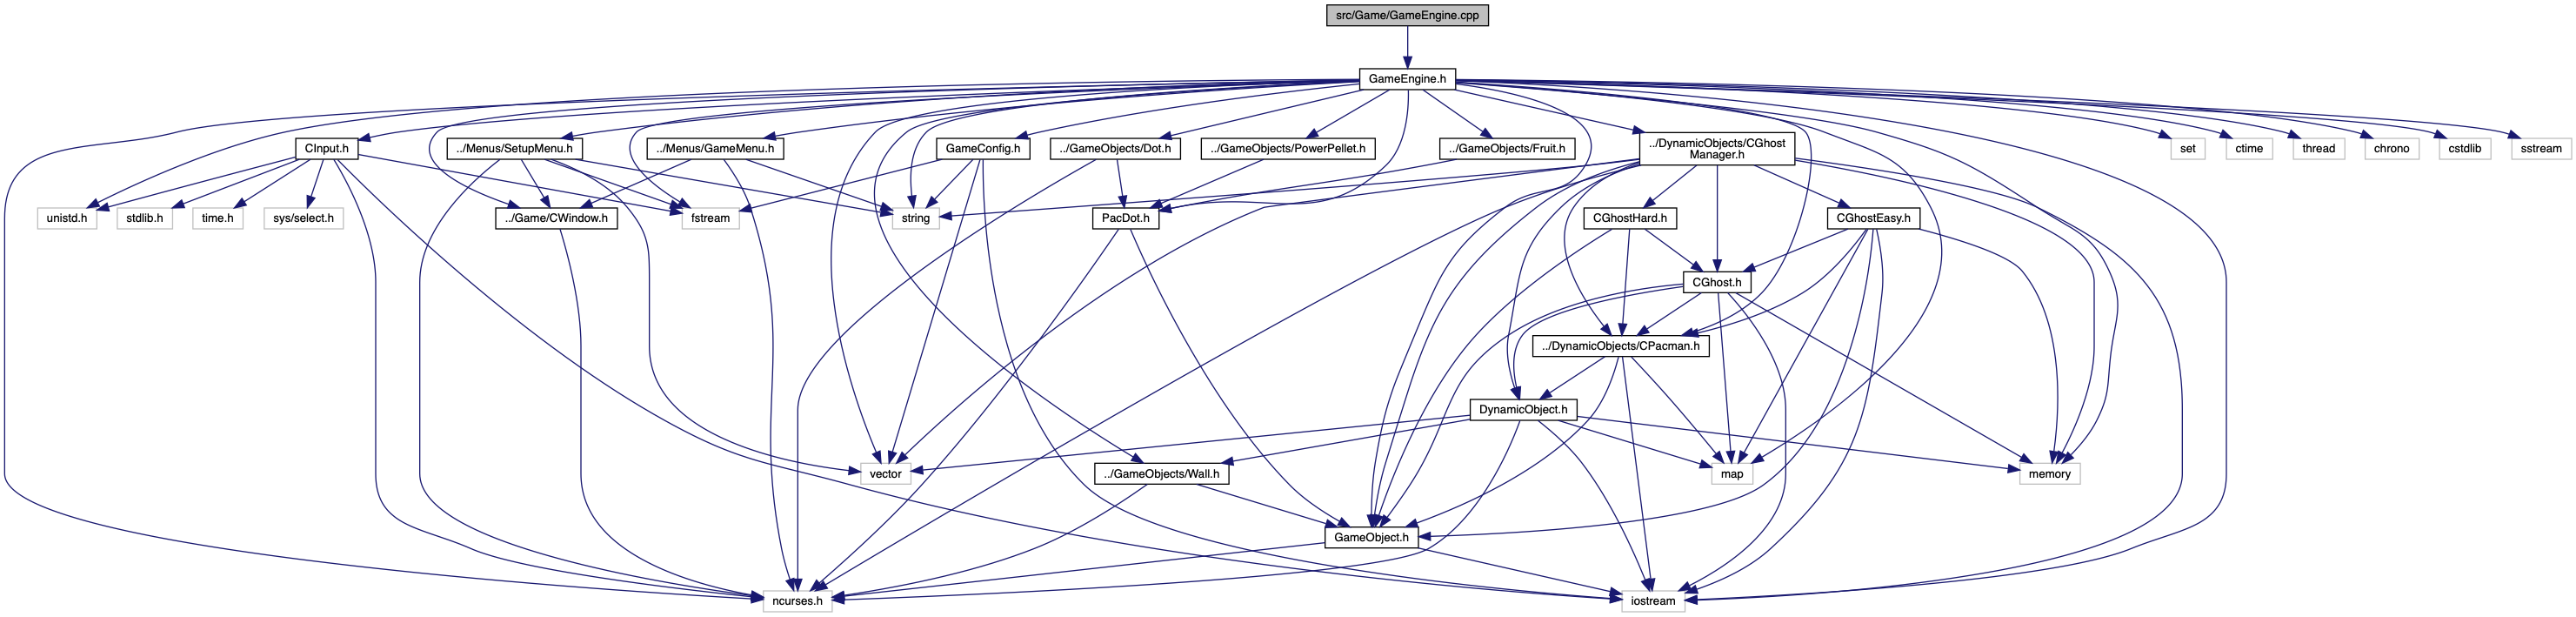 src/Game/GameEngine.cpp
GameEngine.h
CInput.h
../Menus/SetupMenu.h
../Menus/GameMenu.h
GameConfig.h
../GameObjects/Dot.h
../GameObjects/PowerPellet.h
../GameObjects/Fruit.h
../DynamicObjects/CGhost
Manager.h
set
ctime
thread
chrono
cstdlib
sstream
unistd.h
stdlib.h
time.h
sys/select.h
../Game/CWindow.h
fstream
string
PacDot.h
CGhostHard.h
CGhostEasy.h
CGhost.h
../DynamicObjects/CPacman.h
DynamicObject.h
vector
../GameObjects/Wall.h
map
memory
GameObject.h
ncurses.h
iostream